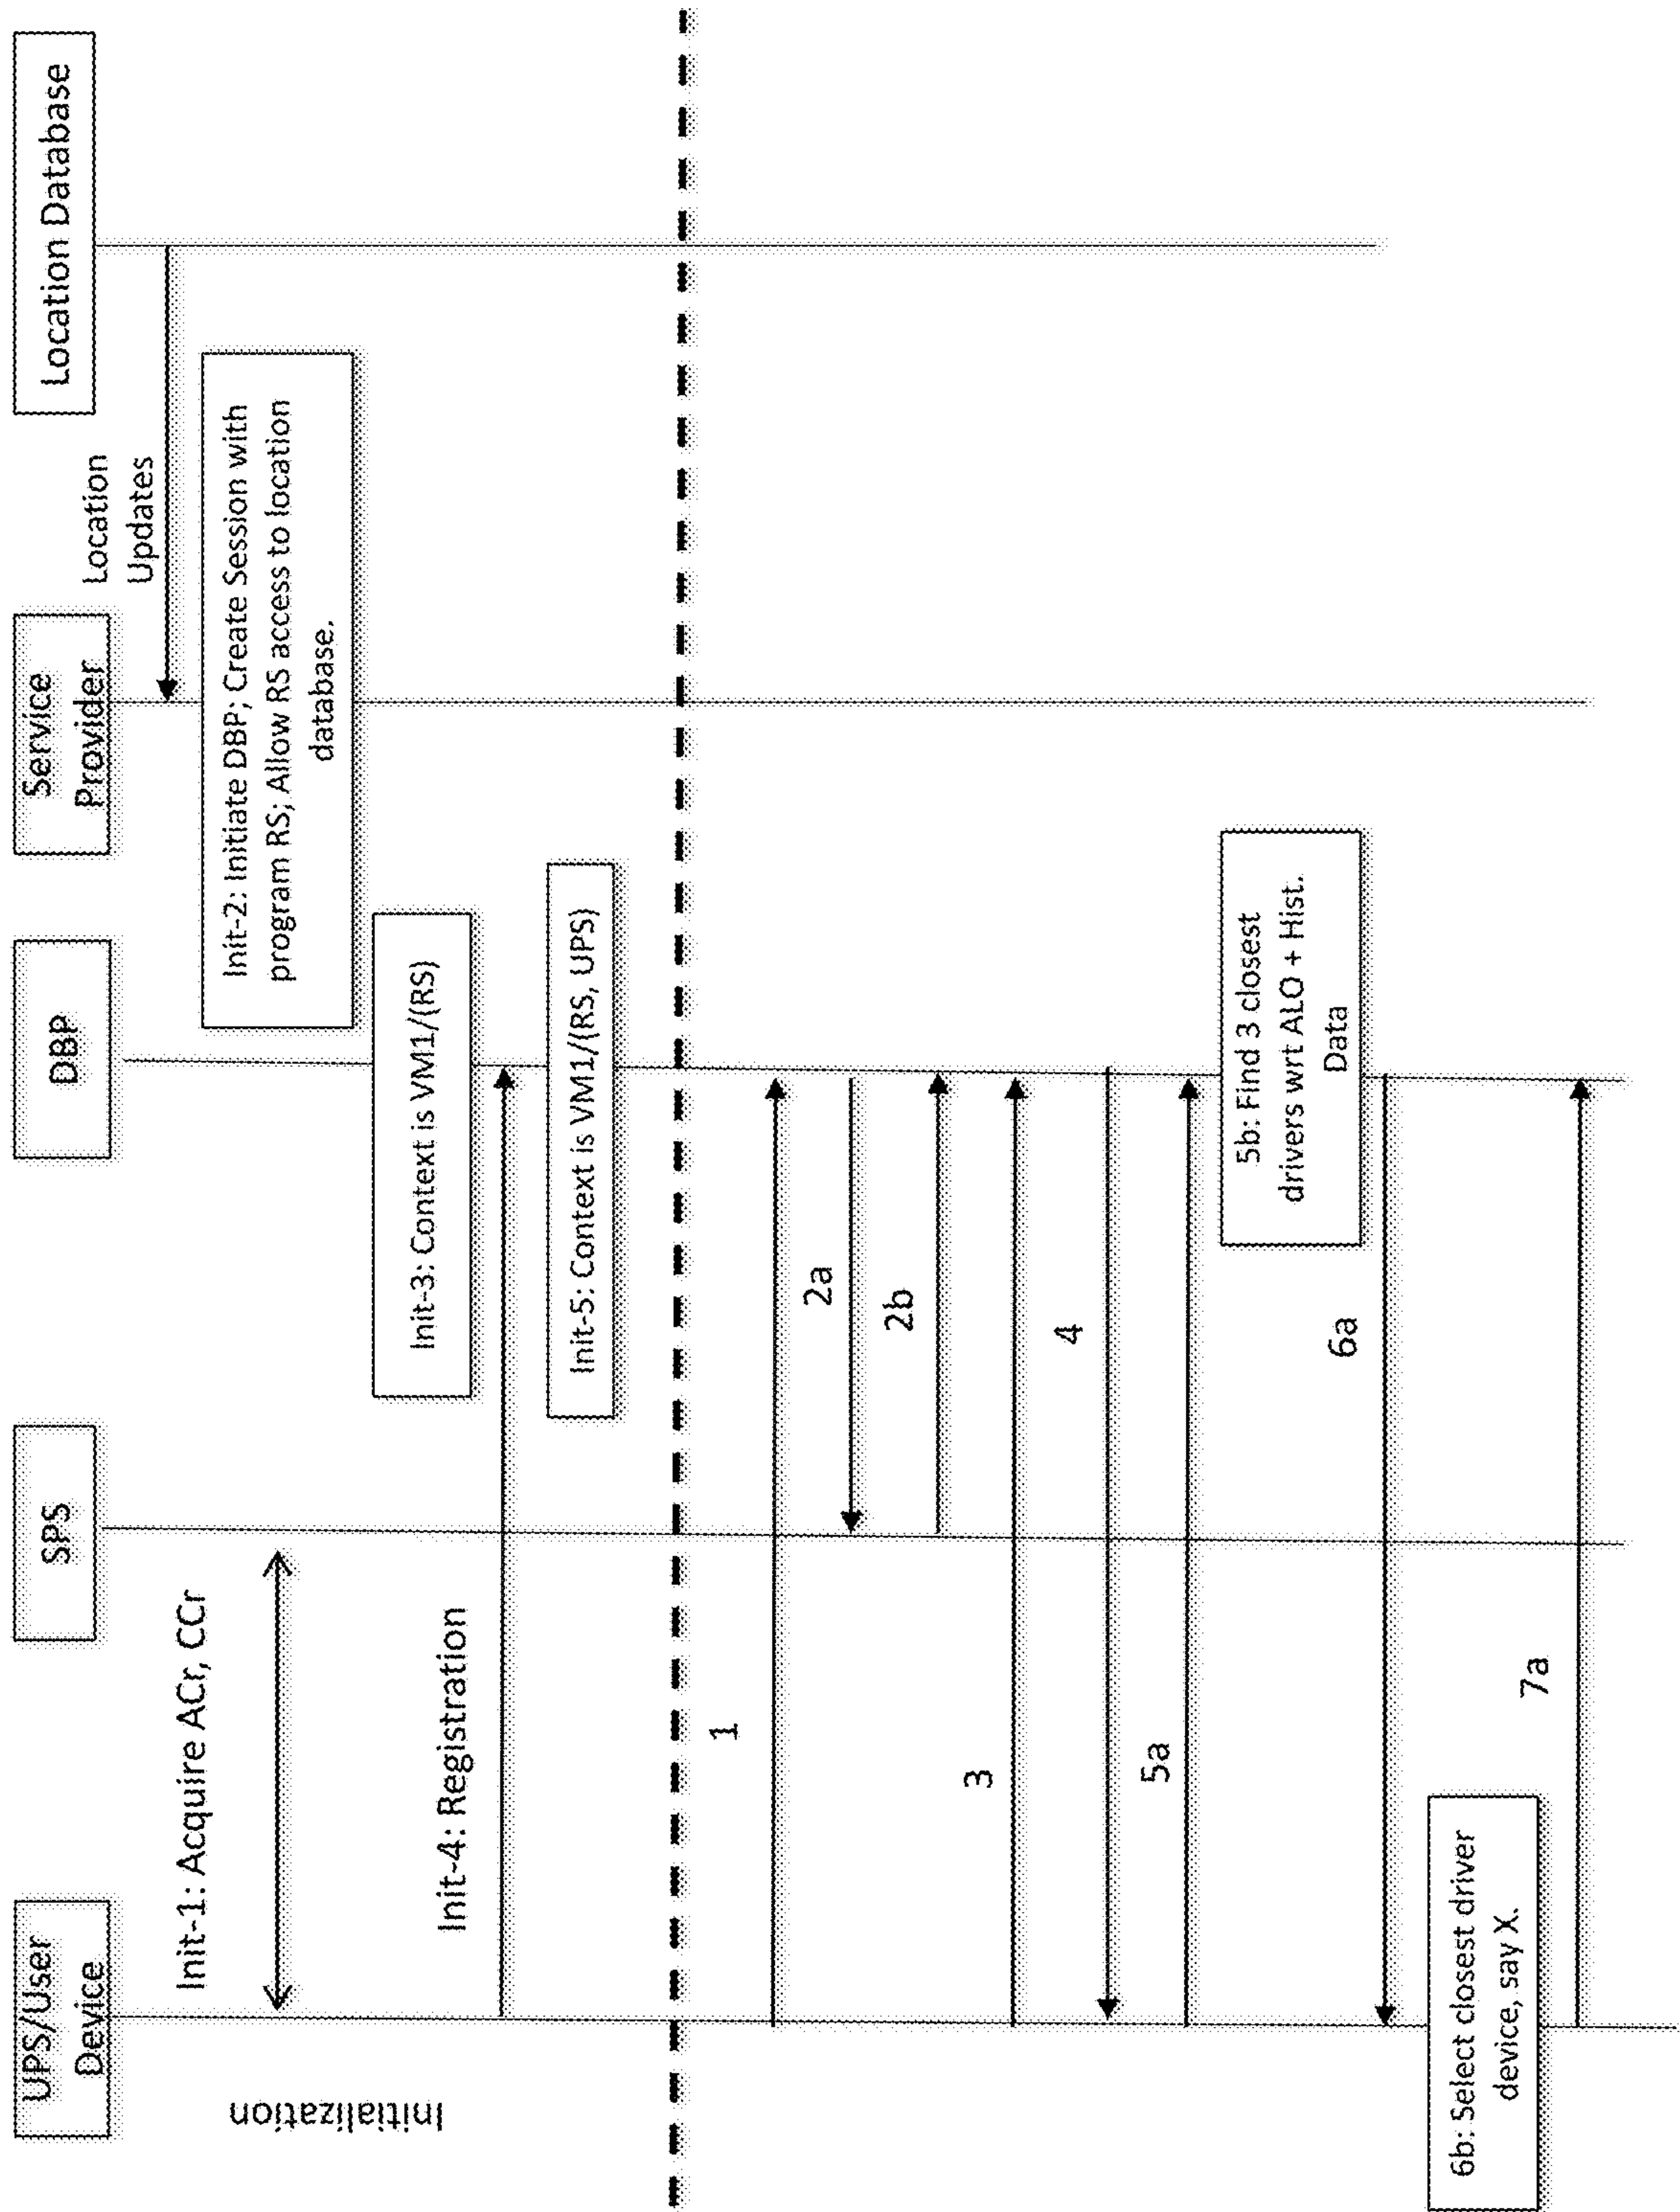 UPS/User
Device
SPS
DBP
Service
Provider
Location Database
Location
Updates
Init-1: Acquire ACr, CCr
Init-2: Initiate DBP; Create Session with
program RS; Allow RS access to location
database.
Initialization
Init-3: Context is VM1/(RS)
Init-4: Registration
Init-5: Context is VM1/(RS, UPS)
1
2a
2b
3
4
5a
5b: Find 3 closest
drivers wrt ALO + Hist.
Data
6a
6b: Select closest driver
device, say X.
7a